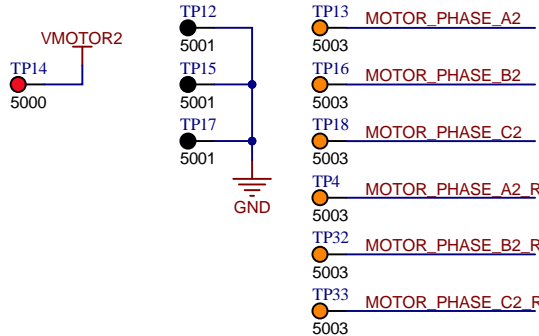 VMOTOR2
TP14
5000
TP12
5001
TP15
5001
TP17
5001
GND
TP13 MOTOR_PHASE_A2
5003
TP16 MOTOR_PHASE_B2
5003
TP18 MOTOR_PHASE_C2
5003
TP4 MOTOR_PHASE_A2_R
5003
TP32 MOTOR_PHASE_B2_R
5003
TP33 MOTOR_PHASE_C2_R
5003